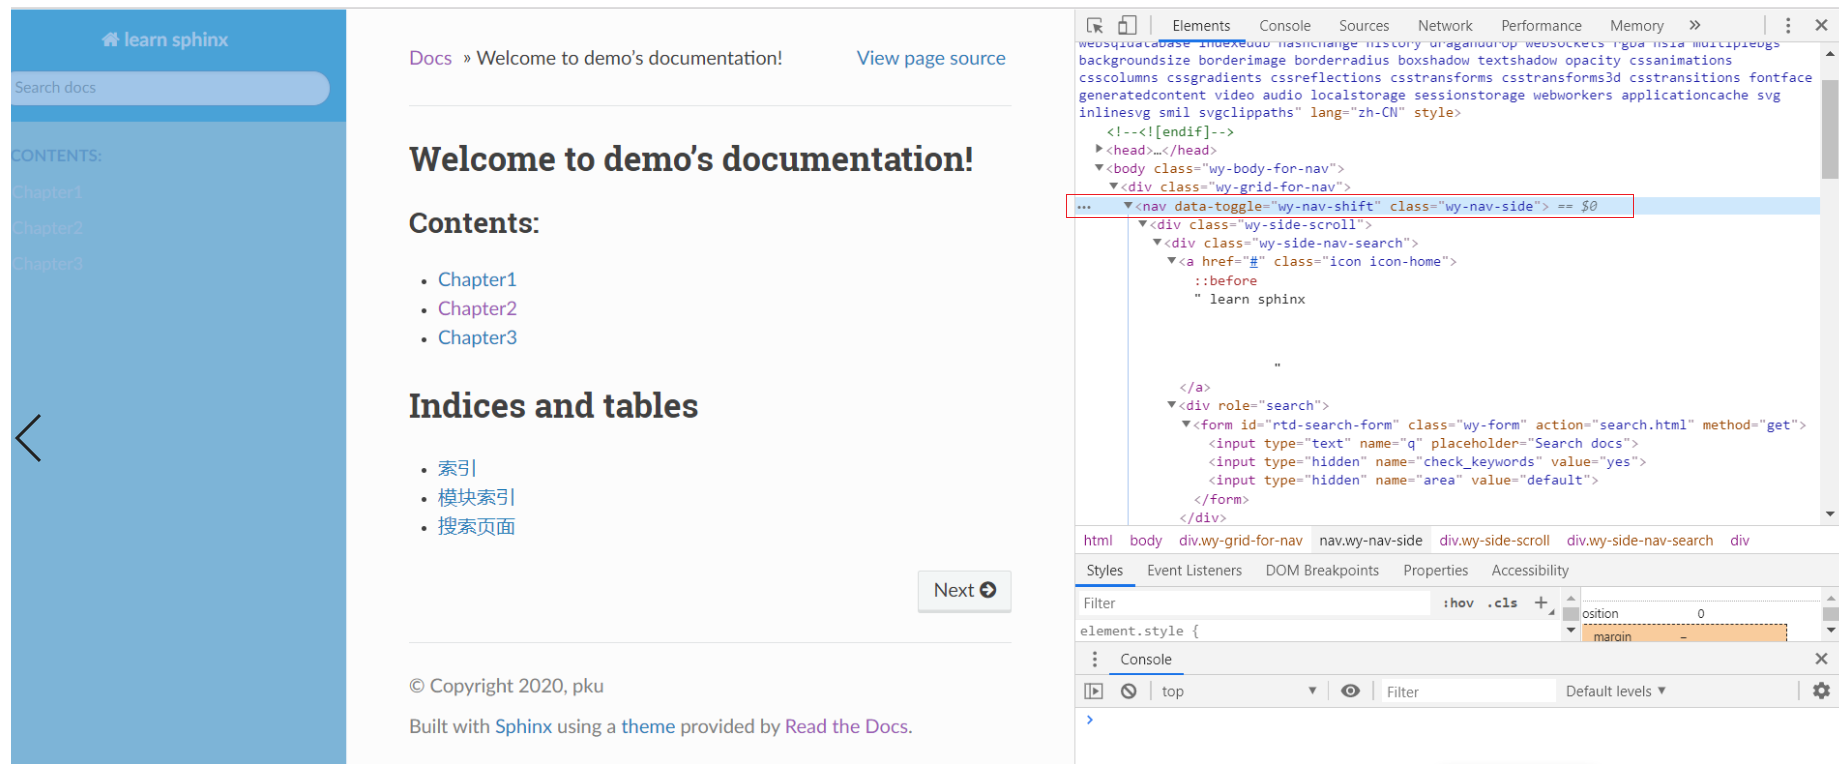 learn sphinx
Search docs
CONTENTS:
Chapter1
Chapter2
Chapter3
Docs » Welcome to demo’s documentation!
View page source
Welcome to demo’s documentation!
Contents:
• Chapter1
• Chapter2
• Chapter3
Indices and tables
• 索引
• 模块索引
• 搜索页面
Next
© Copyright 2020, pku
Built with Sphinx using a theme provided by Read the Docs.
Elements Console Sources Network Performance Memory »
websqldatabase indexeddb hashchange history draganddrop websockets rgba hsla multiplebgs
backgroundsize borderimage borderradius boxshadow textshadow opacity cssanimations
csscolumns cssgradients cssreflections csstransforms csstransforms3d csstransitions fontface
generatedcontent video audio localstorage sessionstorage webworkers applicationcache svg
inlinesvg smil svgclippaths" lang="zh-CN" style>
<!--<![endif]-->
<head>…</head>
<body class="wy-body-for-nav">
<div class="wy-grid-for-nav">
… <nav data-toggle="wy-nav-shift" class="wy-nav-side"> == $0
<div class="wy-side-scroll">
<div class="wy-side-nav-search">
<a href="#" class="icon icon-home">
::before
" learn sphinx
"
</a>
<div role="search">
<form id="rtd-search-form" class="wy-form" action="search.html" method="get">
<input type="text" name="q" placeholder="Search docs">
<input type="hidden" name="check_keywords" value="yes">
<input type="hidden" name="area" value="default">
</form>
</div>
html body div.wy-grid-for-nav nav.wy-nav-side div.wy-side-scroll div.wy-side-nav-search div
Styles Event Listeners DOM Breakpoints Properties Accessibility
Filter :hov .cls +
osition 0
element.style {
margin –
Console
top Filter Default levels ▼